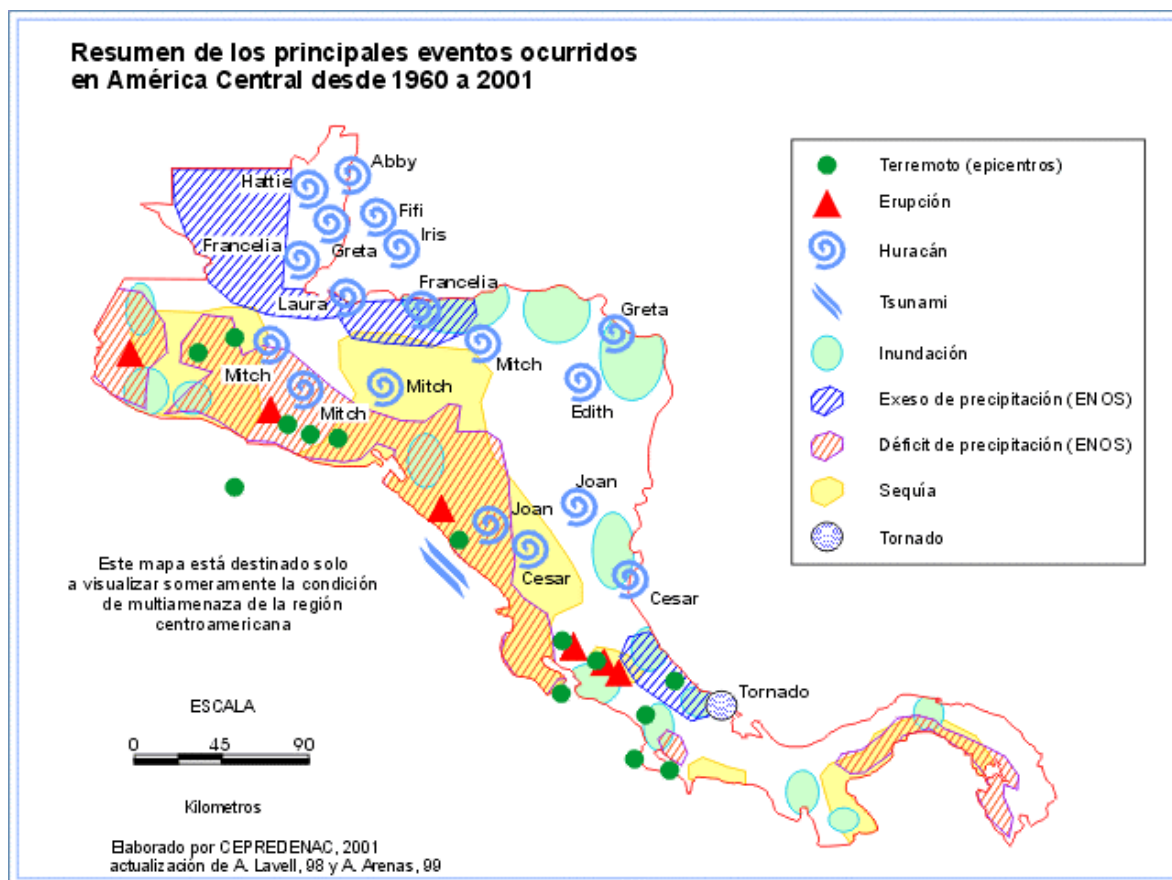 Resumen de los principales eventos ocurridos
en América Central desde 1960 a 2001
Abby
Hattie
Fifi
Iris
Francelia
Greta
Francelia
Laura
Greta
Mitch
Mitch
Mitch
Mitch
Edith
Joan
Joan
Cesar
Cesar
Tornado
Terremoto (epicentros)
Erupción
Huracán
Tsunami
Inundación
Exeso de precipitación (ENOS)
Déficit de precipitación (ENOS)
Sequía
Tornado
Este mapa está destinado solo
a visualizar someramente la condición
de multiamenaza de la región
centroamericana
ESCALA
0 45 90
Kilometros
Elaborado por CEPREDENAC, 2001
actualización de A. Lavell, 98 y A. Arenas, 99